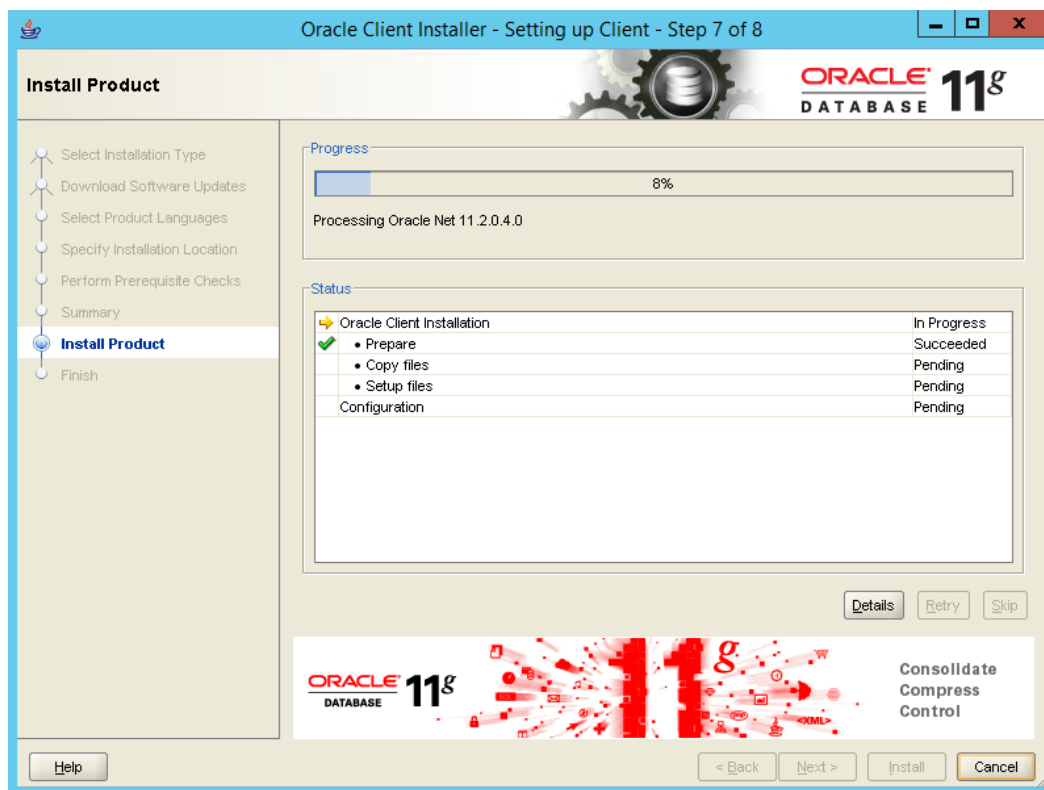 Oracle Client Installer - Setting up Client - Step 7 of 8
Install Product
ORACLE DATABASE 11g
Select Installation Type
Download Software Updates
Select Product Languages
Specify Installation Location
Perform Prerequisite Checks
Summary
Install Product
Finish
Progress
8%
Processing Oracle Net 11.2.0.4.0
Status
Oracle Client Installation In Progress
• Prepare Succeeded
• Copy files Pending
• Setup files Pending
Configuration Pending
Details Retry Skip
ORACLE DATABASE 11g
11g
<XML>
Consolidate
Compress
Control
Help < Back Next > Install Cancel